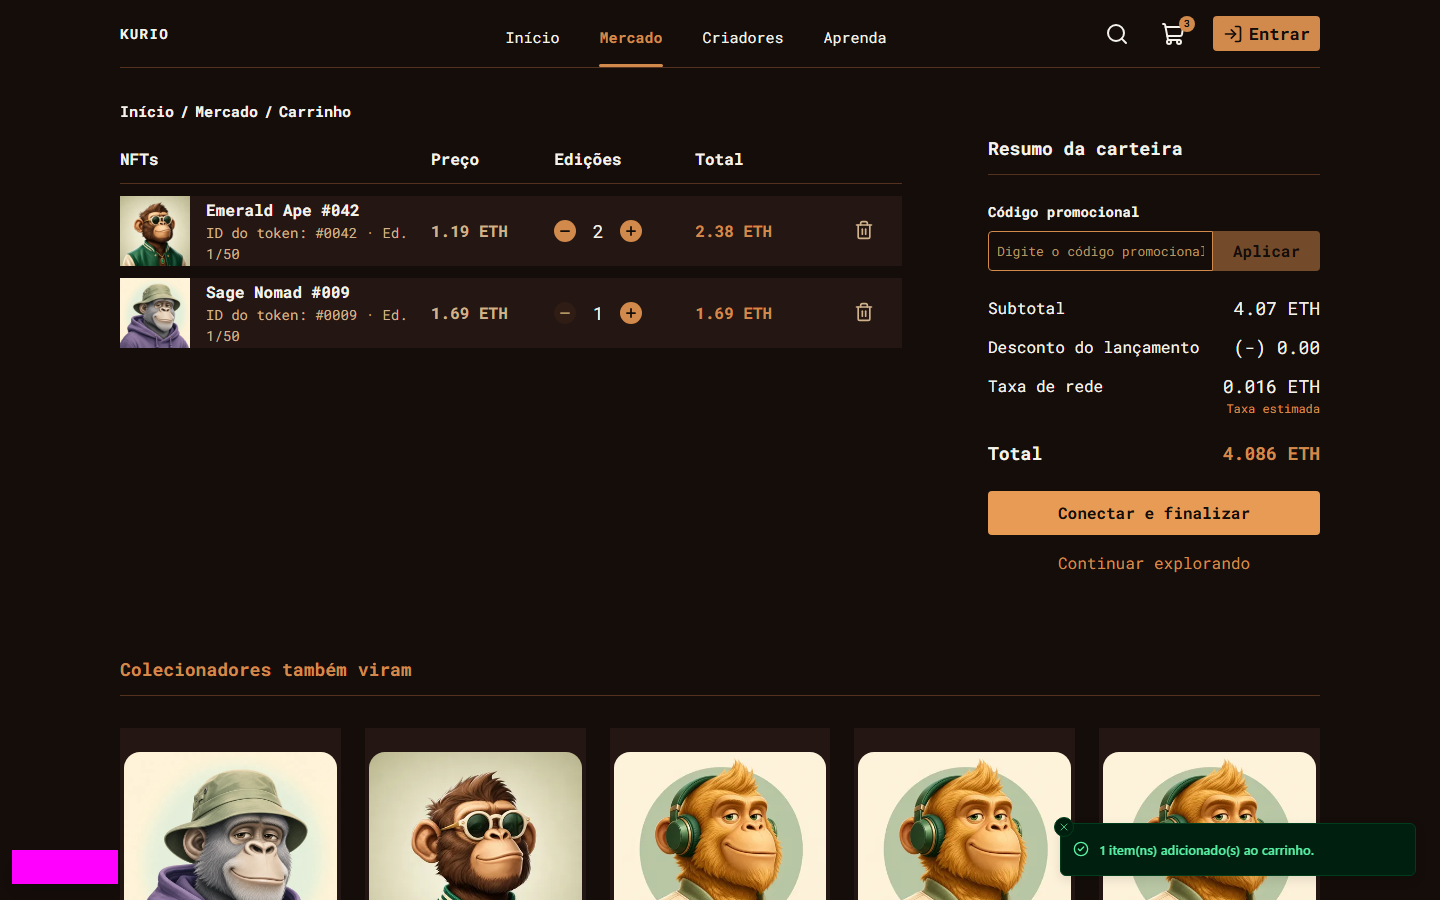 KURIO
Início
Mercado
Criadores
Aprenda
3
Entrar
Início / Mercado / Carrinho
NFTs
Preço
Edições
Total
Emerald Ape #042
ID do token: #0042 · Ed.
1/50
1.19 ETH
2
2.38 ETH
Sage Nomad #009
ID do token: #0009 · Ed.
1/50
1.69 ETH
1
1.69 ETH
Resumo da carteira
Código promocional
Digite o código promocional
Aplicar
Subtotal
4.07 ETH
Desconto do lançamento
(-) 0.00
Taxa de rede
0.016 ETH
Taxa estimada
Total
4.086 ETH
Conectar e finalizar
Continuar explorando
Colecionadores também viram
1 item(ns) adicionado(s) ao carrinho.